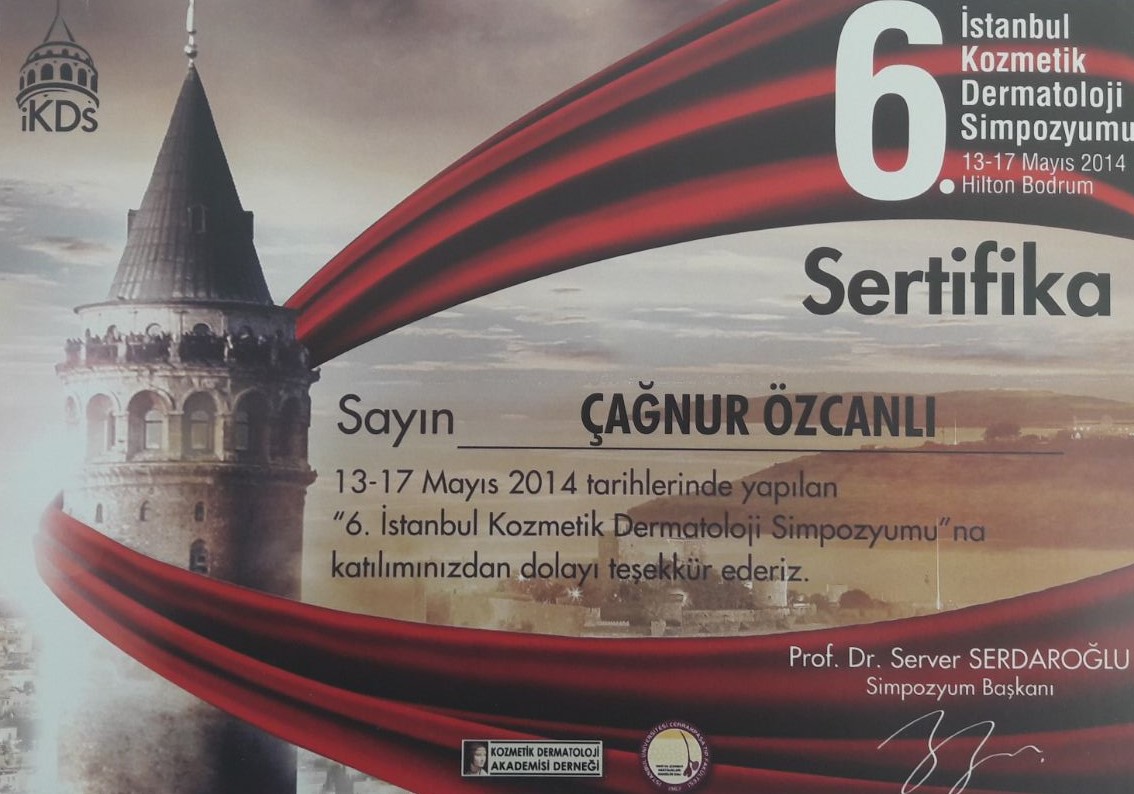 iKDS
6.
İstanbul
Kozmetik
Dermatoloji
Simpozyumu
13-17 Mayıs 2014
Hilton Bodrum
Sertifika
Sayın ÇAĞNUR ÖZCANLI
13-17 Mayıs 2014 tarihlerinde yapılan
“6. İstanbul Kozmetik Dermatoloji Simpozyumu”na
katılımınızdan dolayı teşekkür ederiz.
Prof. Dr. Server SERDAROĞLU
Simpozyum Başkanı
KOZMETİK DERMATOLOJİ
AKADEMİSİ DERNEĞİ